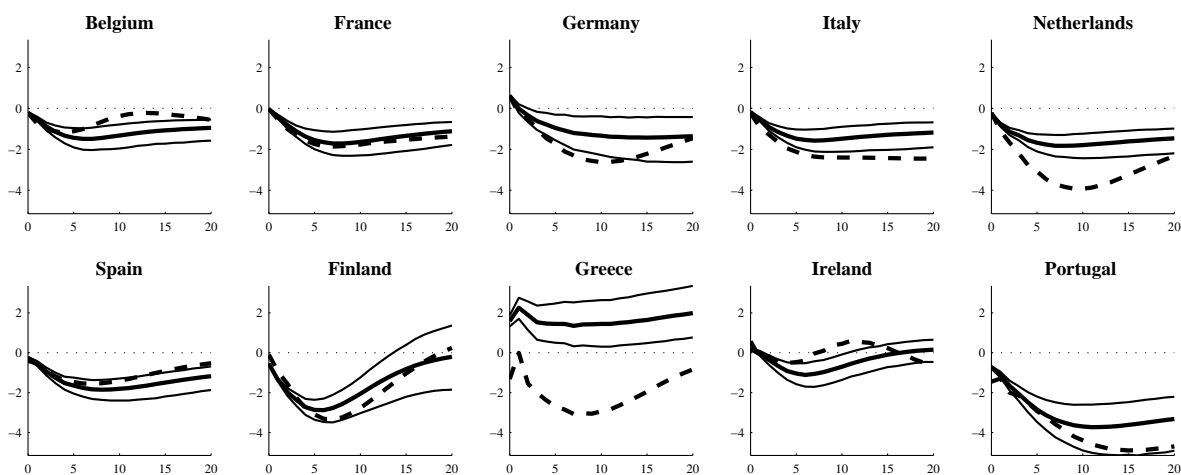 Belgium France Germany Italy Netherlands
2 2 2 2 2
0 0 0 0 0
−2 −2 −2 −2 −2
−4 −4 −4 −4 −4
0 5 10 15 20 0 5 10 15 20 0 5 10 15 20 0 5 10 15 20 0 5 10 15 20
Spain Finland Greece Ireland Portugal
2 2 2 2 2
0 0 0 0 0
−2 −2 −2 −2 −2
−4 −4 −4 −4 −4
0 5 10 15 20 0 5 10 15 20 0 5 10 15 20 0 5 10 15 20 0 5 10 15 20